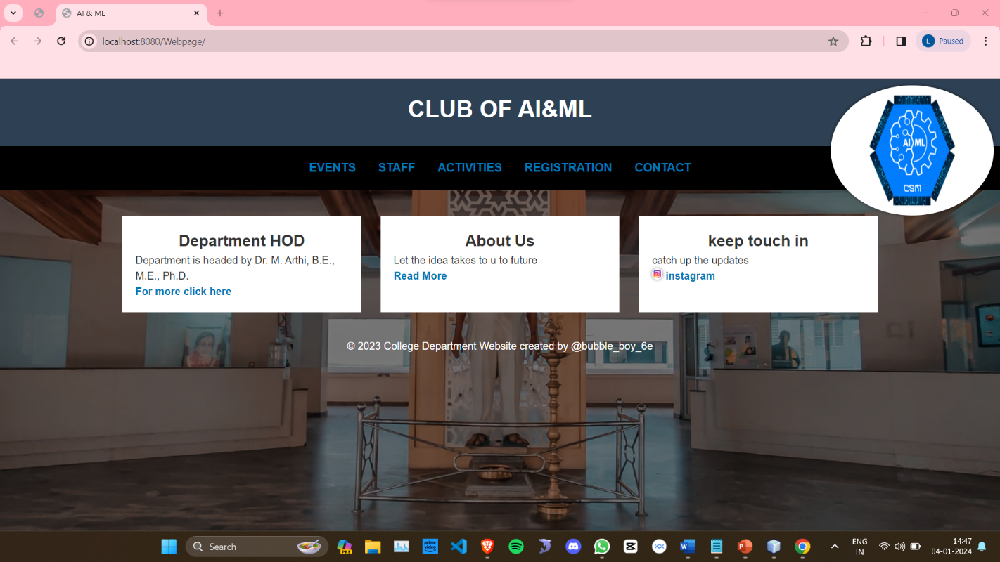 AI & ML
localhost:8080/Webpage/
L Paused
CLUB OF AI&ML
AI ML
CSM
EVENTS STAFF ACTIVITIES REGISTRATION CONTACT
Department HOD
Department is headed by Dr. M. Arthi, B.E.,
M.E., Ph.D.
For more click here
About Us
Let the idea takes to u to future
Read More
keep touch in
catch up the updates
instagram
© 2023 College Department Website created by @bubble_boy_6e
Search
PRE
prime video
W
P
ENG
IN
14:47
04-01-2024